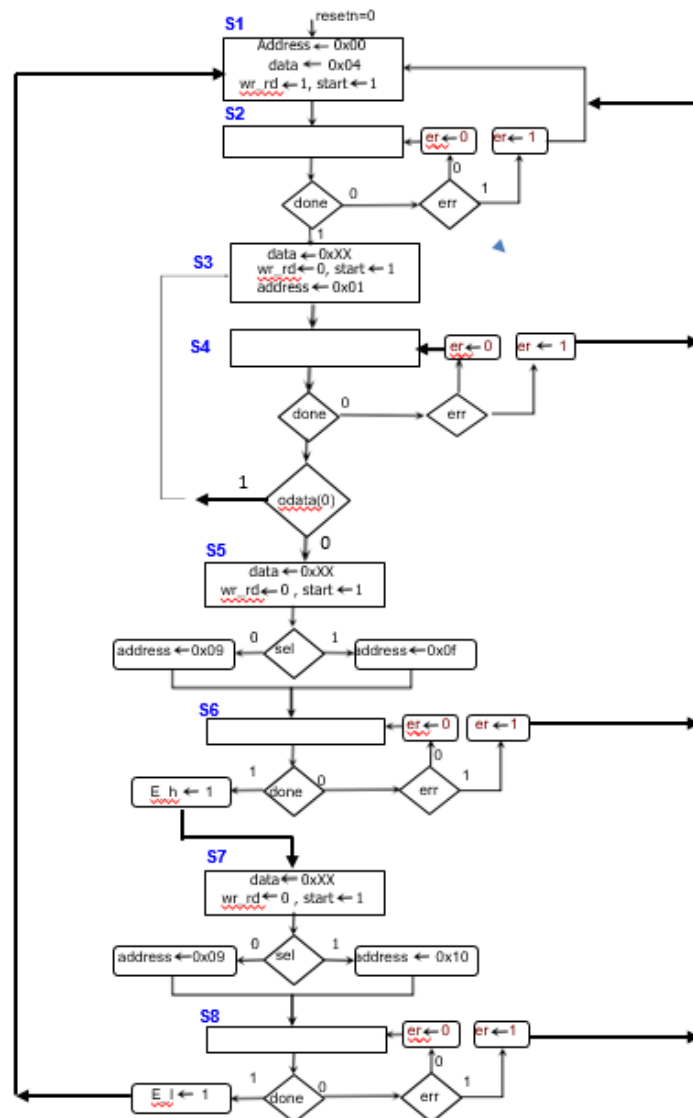 resetn=0
S1
Address ← 0x00
data ← 0x04
wr_rd ← 1, start ← 1
S2
er ← 0
er ← 1
0
1
done
0
err
1
S3
data ← 0xXX
wr_rd ← 0, start ← 1
address ← 0x01
S4
er ← 0
er ← 1
done
0
err
1
odata(0)
0
S5
data ← 0xXX
wr_rd ← 0 , start ← 1
0
1
address ← 0x09
sel
address ← 0x0f
S6
er ← 0
er ← 1
0
1
0
1
E_h ← 1
done
err
S7
data ← 0xXX
wr_rd ← 0 , start ← 1
0
1
address ← 0x09
sel
address ← 0x10
S8
er ← 0
er ← 1
0
1
0
1
E_l ← 1
done
err